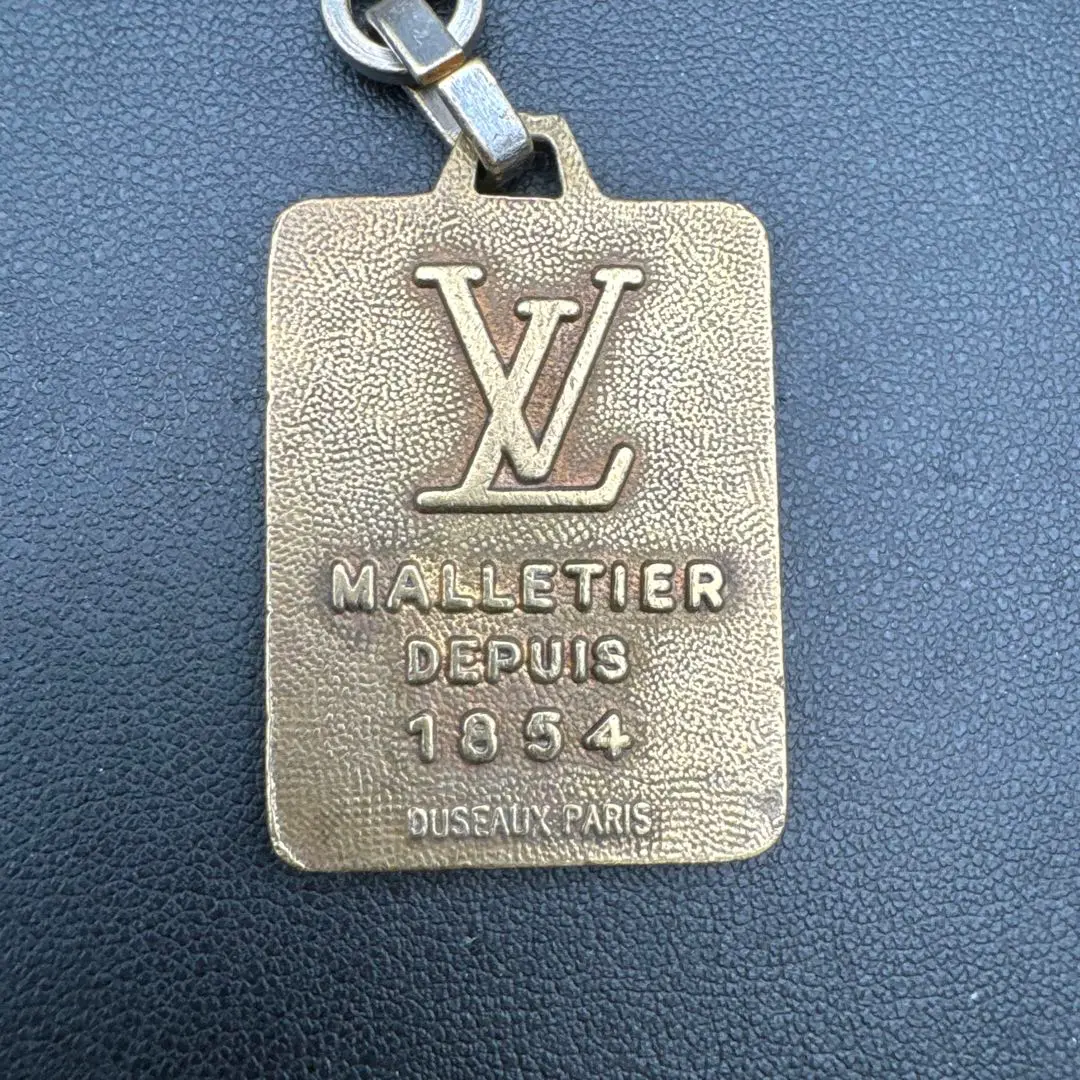 LV
MALLETIER
DEPUIS
1854
DUSEAUX PARIS